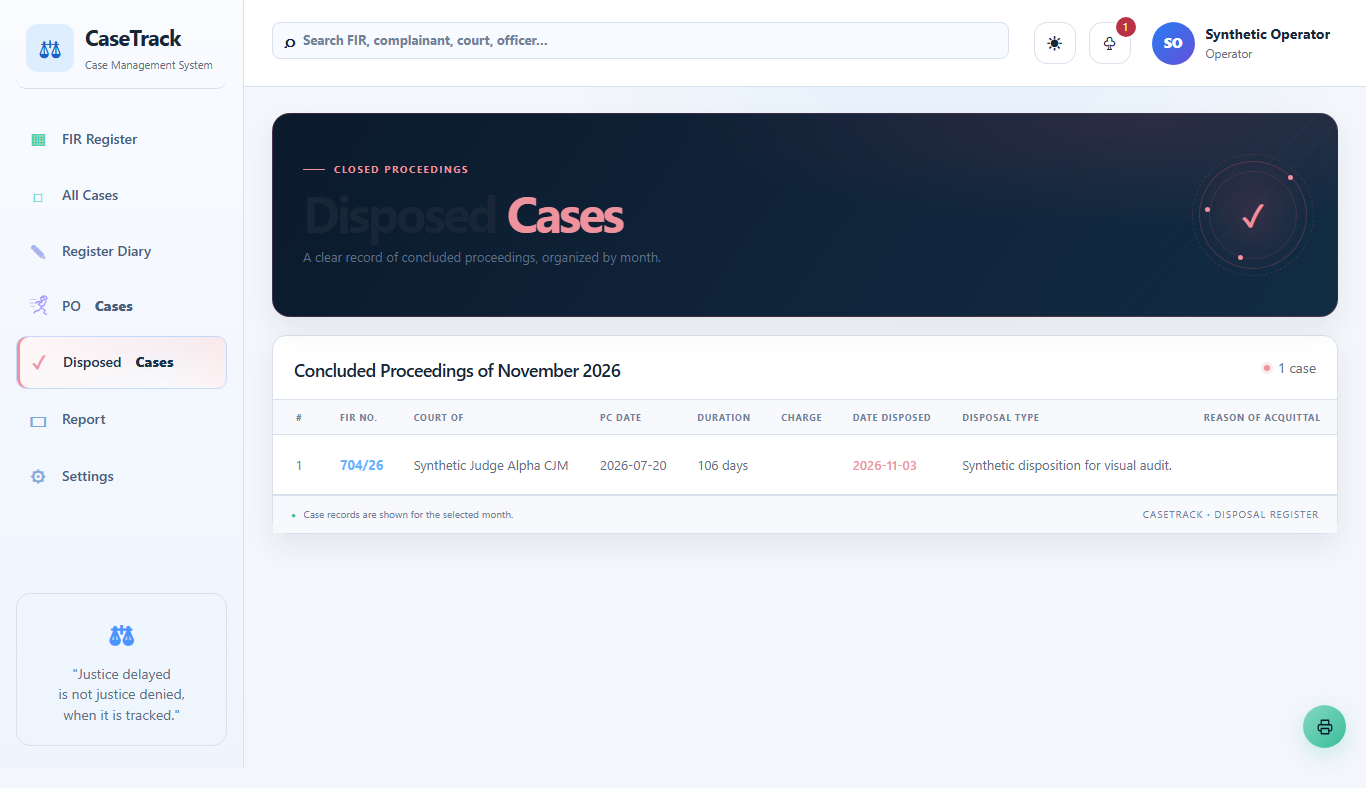 CaseTrack
Case Management System
Search FIR, complainant, court, officer...
1
SO
Synthetic Operator
Operator
FIR Register
All Cases
Register Diary
PO Cases
Disposed Cases
Report
Settings
"Justice delayed
is not justice denied,
when it is tracked."
CLOSED PROCEEDINGS
Disposed Cases
A clear record of concluded proceedings, organized by month.
Concluded Proceedings of November 2026
1 case
# FIR NO. COURT OF PC DATE DURATION CHARGE DATE DISPOSED DISPOSAL TYPE REASON OF ACQUITTAL
1 704/26 Synthetic Judge Alpha CJM 2026-07-20 106 days 2026-11-03 Synthetic disposition for visual audit.
Case records are shown for the selected month.
CASETRACK • DISPOSAL REGISTER